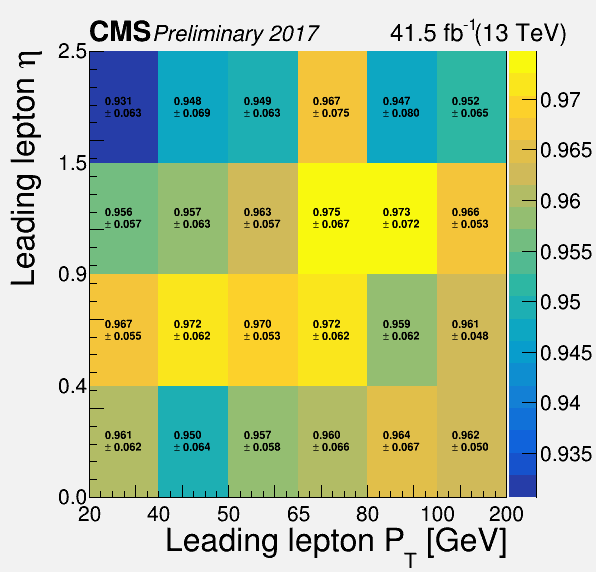 CMS Preliminary 2017 41.5 fb-1(13 TeV)
Leading lepton η
2.5
0.931 0.948 0.949 0.967 0.947 0.952
± 0.063 ± 0.069 ± 0.063 ± 0.075 ± 0.080 ± 0.065
1.5
0.956 0.957 0.963 0.975 0.973 0.966
± 0.057 ± 0.063 ± 0.057 ± 0.067 ± 0.072 ± 0.053
0.9
0.967 0.972 0.970 0.972 0.959 0.961
± 0.055 ± 0.062 ± 0.053 ± 0.062 ± 0.062 ± 0.048
0.4
0.961 0.950 0.957 0.960 0.964 0.962
± 0.062 ± 0.064 ± 0.058 ± 0.066 ± 0.067 ± 0.050
0.0
20 40 50 65 80 100 200
Leading lepton PT [GeV]
0.97
0.965
0.96
0.955
0.95
0.945
0.94
0.935